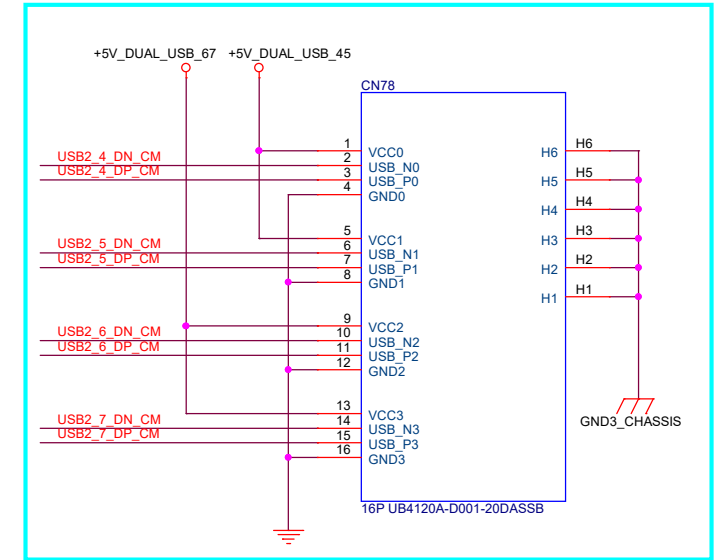 +5V_DUAL_USB_67 +5V_DUAL_USB_45
CN78
1 VCC0
USB2_4_DN_CM 2 USB_N0
USB2_4_DP_CM 3 USB_P0
4 GND0
5 VCC1
USB2_5_DN_CM 6 USB_N1
USB2_5_DP_CM 7 USB_P1
8 GND1
9 VCC2
USB2_6_DN_CM 10 USB_N2
USB2_6_DP_CM 11 USB_P2
12 GND2
13 VCC3
USB2_7_DN_CM 14 USB_N3
USB2_7_DP_CM 15 USB_P3
16 GND3
H6 H6
H5 H5
H4 H4
H3 H3
H2 H2
H1 H1
GND3_CHASSIS
16P UB4120A-D001-20DASSB